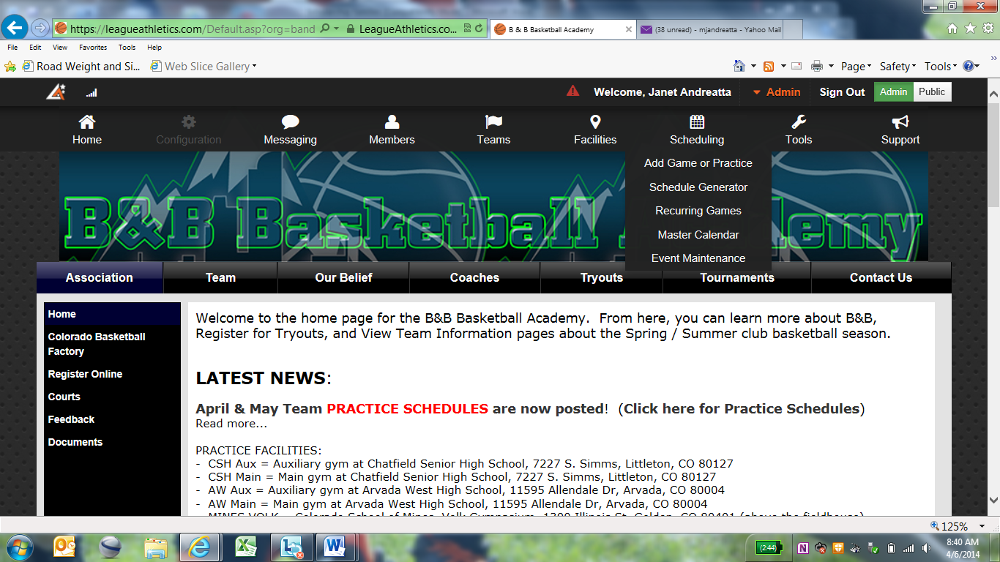 https://leagueathletics.com/Default.asp?org=band
LeagueAthletics.co...
B & B Basketball Academy
(38 unread) - mjandreatta - Yahoo Mail
File Edit View Favorites Tools Help
Road Weight and Si...
Web Slice Gallery
Page Safety Tools
Welcome, Janet Andreatta
Admin
Sign Out
Admin
Public
Home
Configuration
Messaging
Members
Teams
Facilities
Scheduling
Tools
Support
Add Game or Practice
Schedule Generator
Recurring Games
Master Calendar
Event Maintenance
B&B Basketball
Association
Team
Our Belief
Coaches
Tryouts
Tournaments
Contact Us
Home
Colorado Basketball
Factory
Register Online
Courts
Feedback
Documents
Welcome to the home page for the B&B Basketball Academy. From here, you can learn more about B&B,
Register for Tryouts, and View Team Information pages about the Spring / Summer club basketball season.
LATEST NEWS:
April & May Team PRACTICE SCHEDULES are now posted! (Click here for Practice Schedules)
Read more...
PRACTICE FACILITIES:
- CSH Aux = Auxiliary gym at Chatfield Senior High School, 7227 S. Simms, Littleton, CO 80127
- CSH Main = Main gym at Chatfield Senior High School, 7227 S. Simms, Littleton, CO 80127
- AW Aux = Auxiliary gym at Arvada West High School, 11595 Allendale Dr, Arvada, CO 80004
- AW Main = Main gym at Arvada West High School, 11595 Allendale Dr, Arvada, CO 80004
125%
(2:44)
8:40 AM
4/6/2014